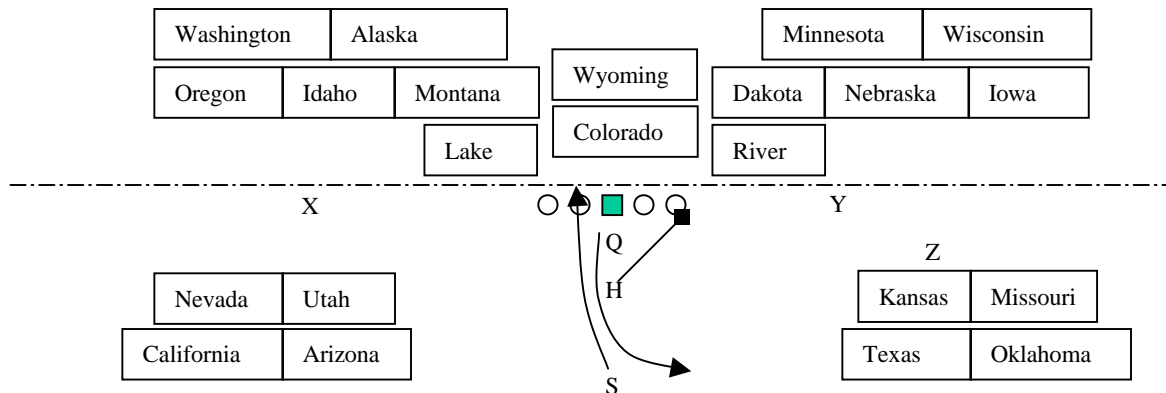 Washington Alaska Minnesota Wisconsin
Wyoming
Oregon Idaho Montana Dakota Nebraska Iowa
Colorado
Lake River
X Y
Q
Z
H
Nevada Utah Kansas Missouri
California Arizona Texas Oklahoma
S